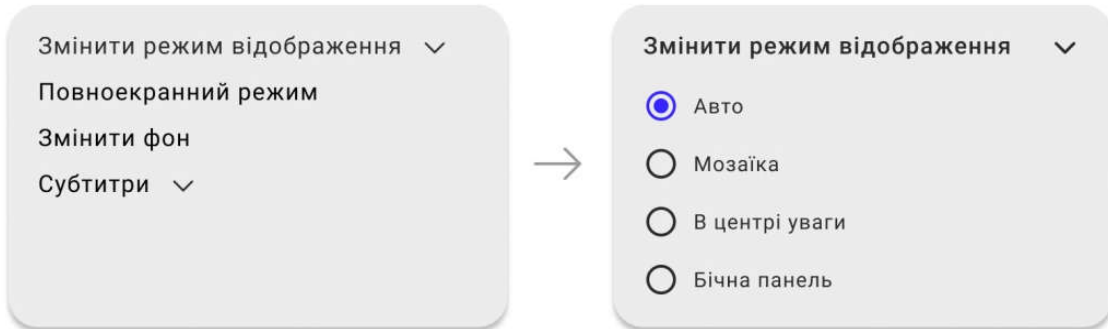 Змінити режим відображення
Повноекранний режим
Змінити фон
Субтитри
Змінити режим відображення
Авто
Мозаїка
В центрі уваги
Бічна панель